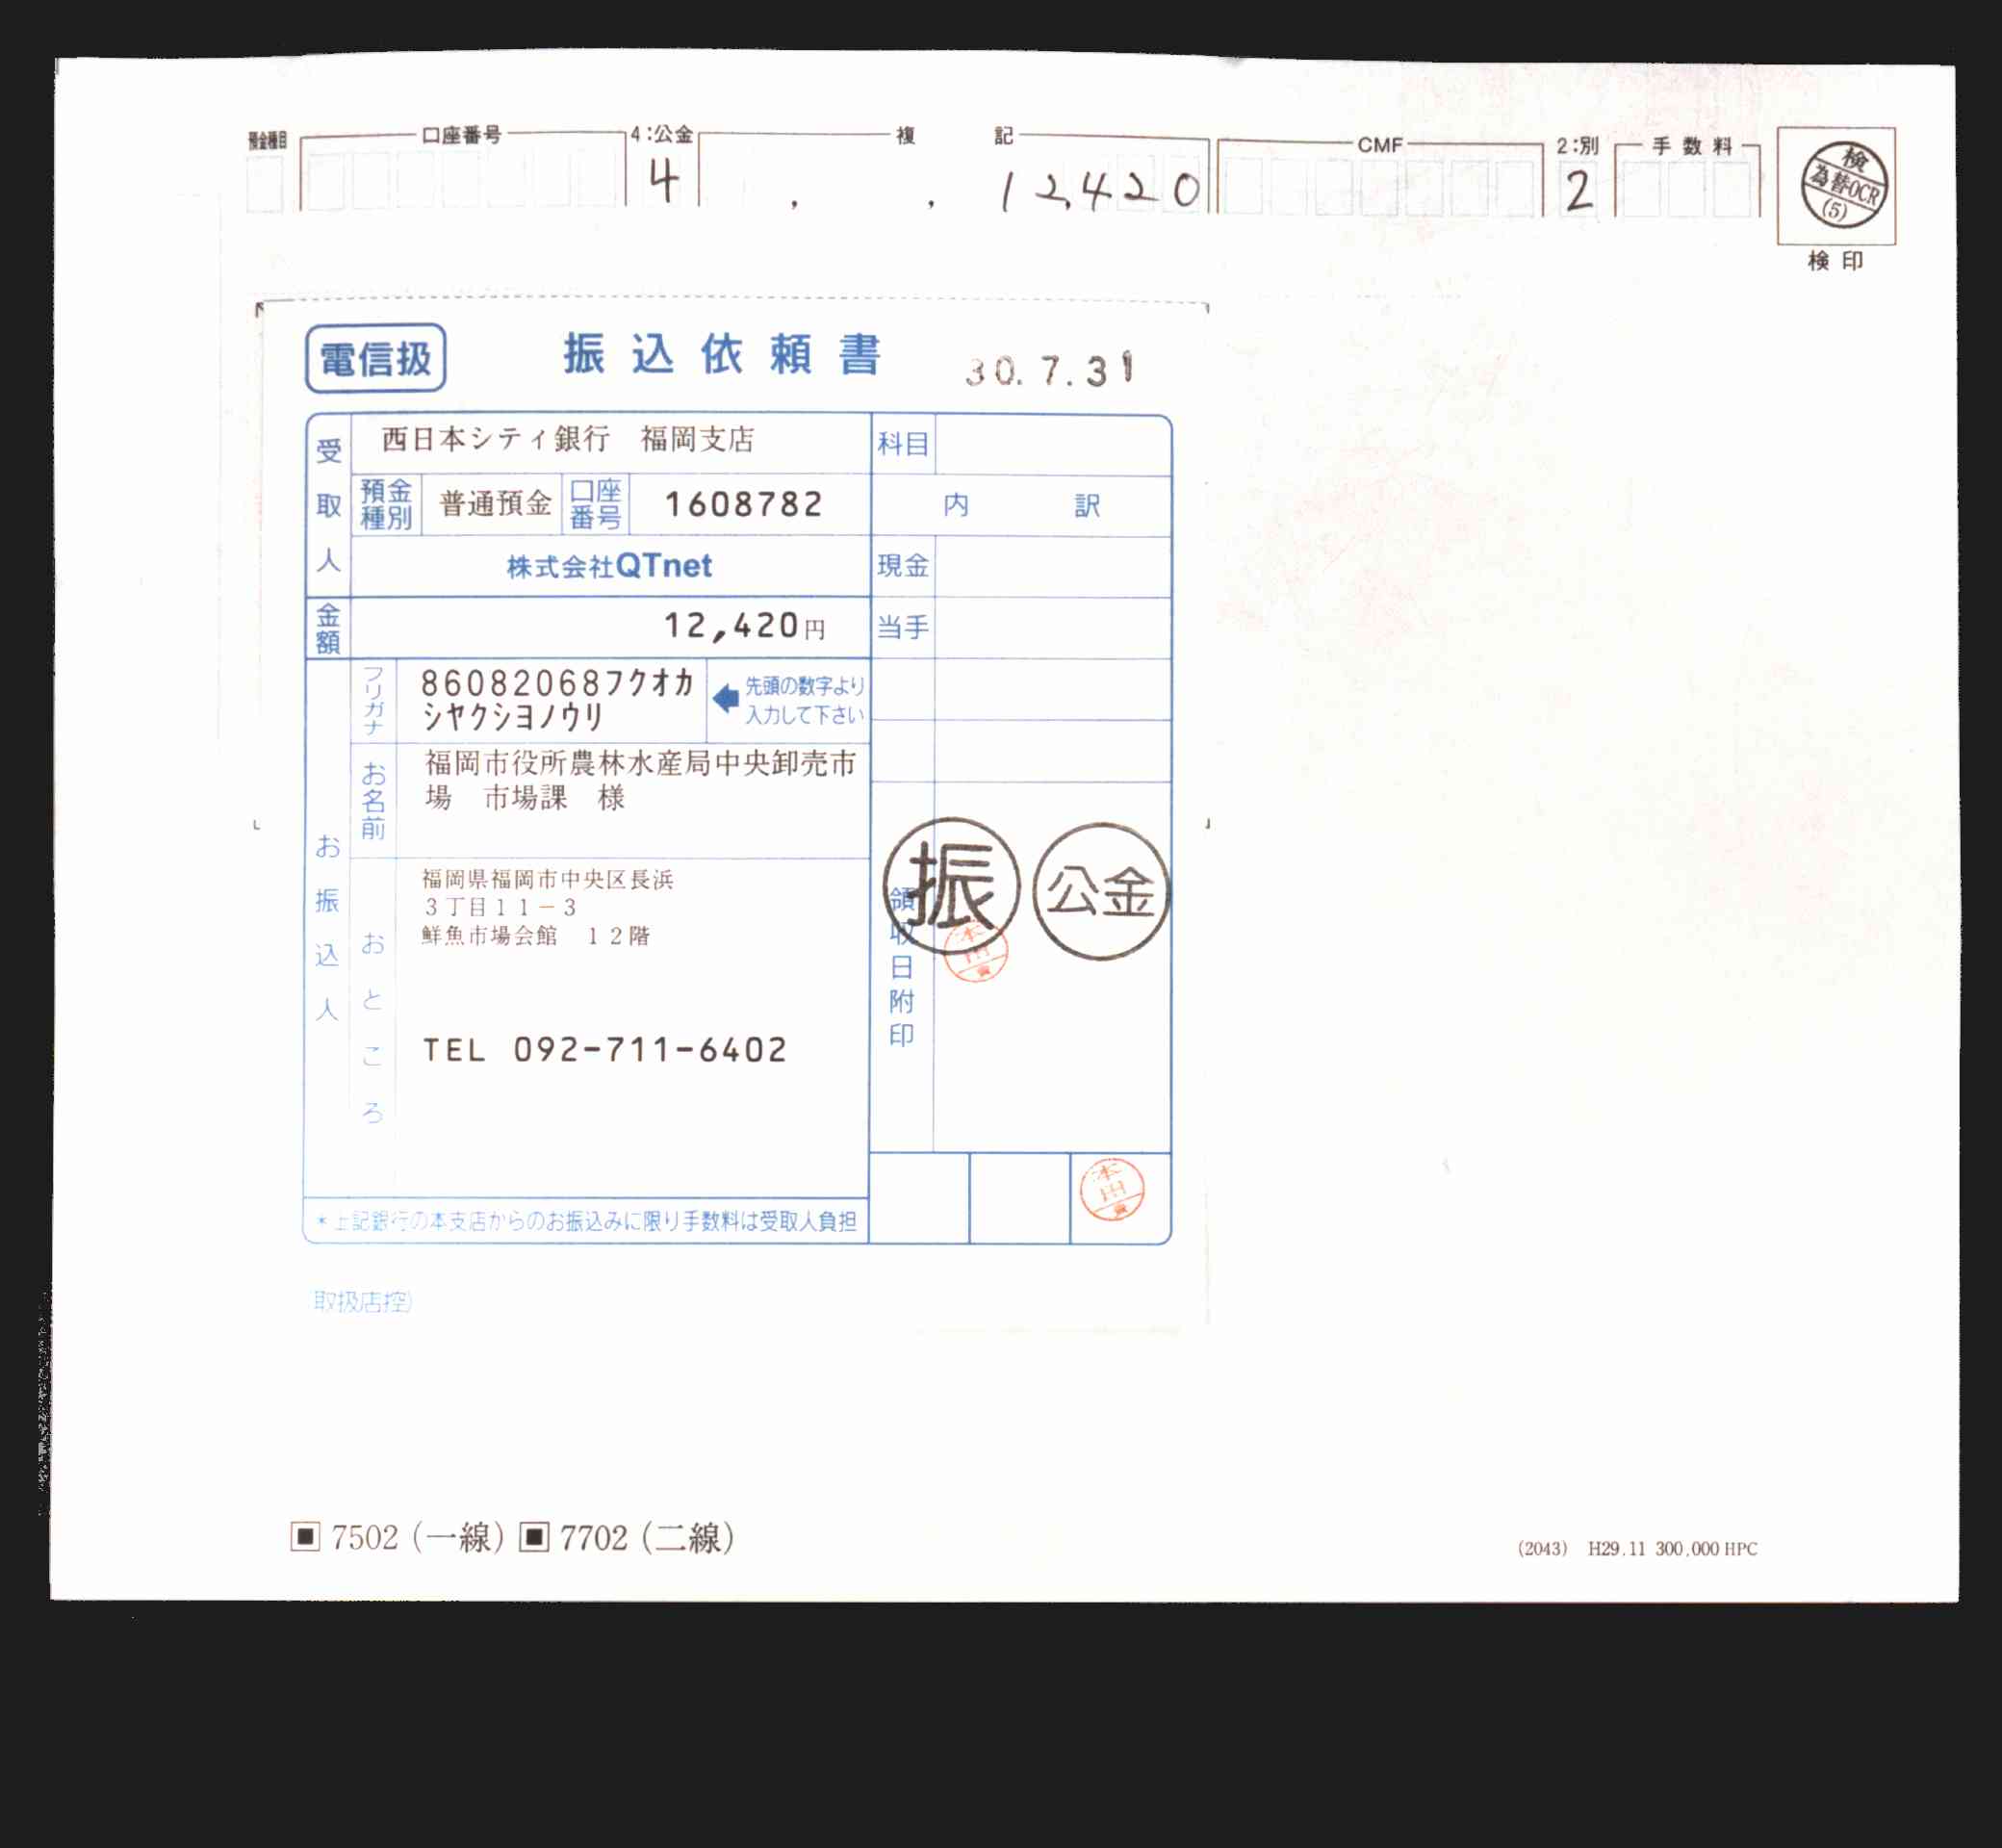 預金種目 口座番号 4:公金 複 記 CMF 2:別 手数料
4 , , 12,420 2
検
為替OCR
(5)
検印
電信扱 振込依頼書 30.7.31
受取人 西日本シティ銀行 福岡支店 科目
預金種別 普通預金 口座番号 1608782 内 訳
株式会社QTnet 現金
金額 12,420円 当手
フリガナ 860820687フクオカ
シヤクシヨノウリ
先頭の数字より
入力して下さい
お振込人
お名前 福岡市役所農林水産局中央卸売市
場 市場課 様
おところ 福岡県福岡市中央区長浜
3丁目11-3
鮮魚市場会館 12階
TEL 092-711-6402
振 公金
領収日附印
本田
本田
*上記銀行の本支店からのお振込みに限り手数料は受取人負担
(取扱店控)
▣ 7502(一線) ▣ 7702(二線)
(2043) H29.11 300,000 HPC